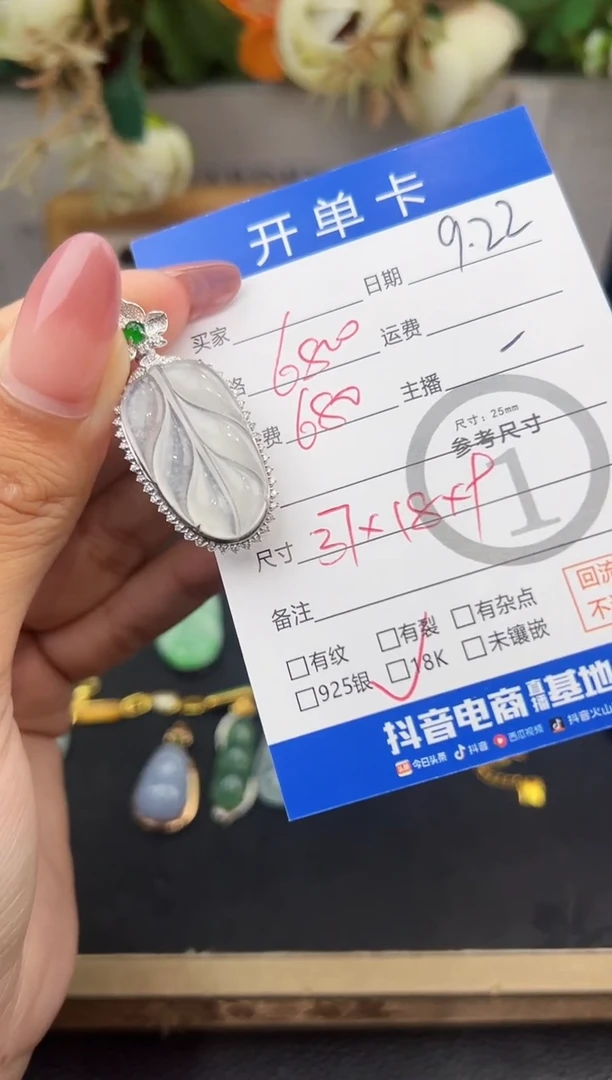 开单卡
日期 9.22
买家
格 6800
运费
费 680
主播
尺寸：25mm
参考尺寸
1
尺寸 37×18×9
备注
□有纹 □有裂 □有杂点
□925银 □18K □未镶嵌
回流
抖音电商直播基地
今日头条 抖音 西瓜视频 抖音火山